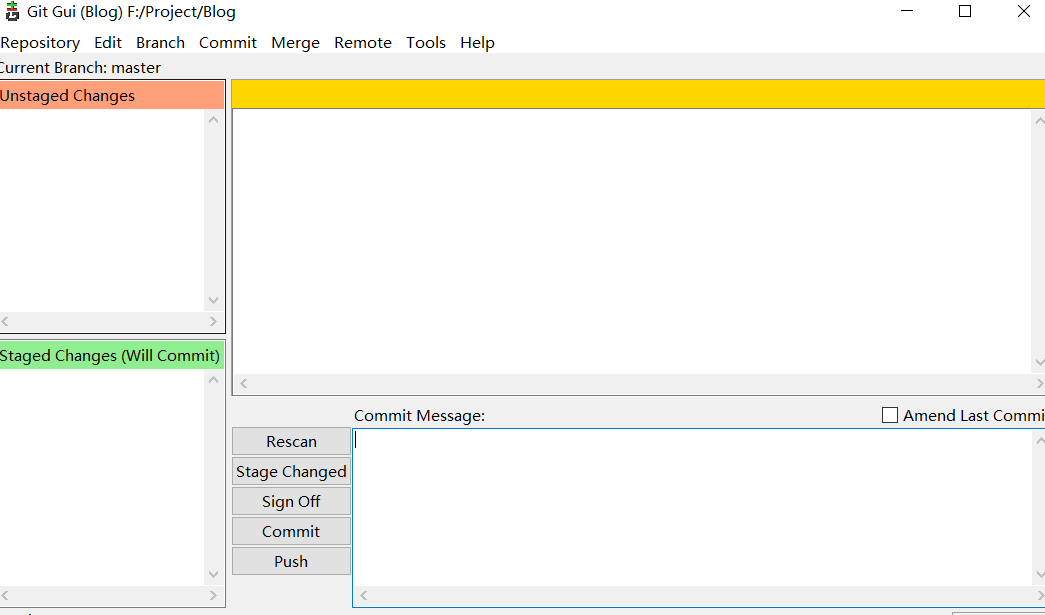 Git Gui (Blog) F:/Project/Blog
Repository Edit Branch Commit Merge Remote Tools Help
Current Branch: master
Unstaged Changes
Staged Changes (Will Commit)
Commit Message:
Amend Last Commi
Rescan
Stage Changed
Sign Off
Commit
Push